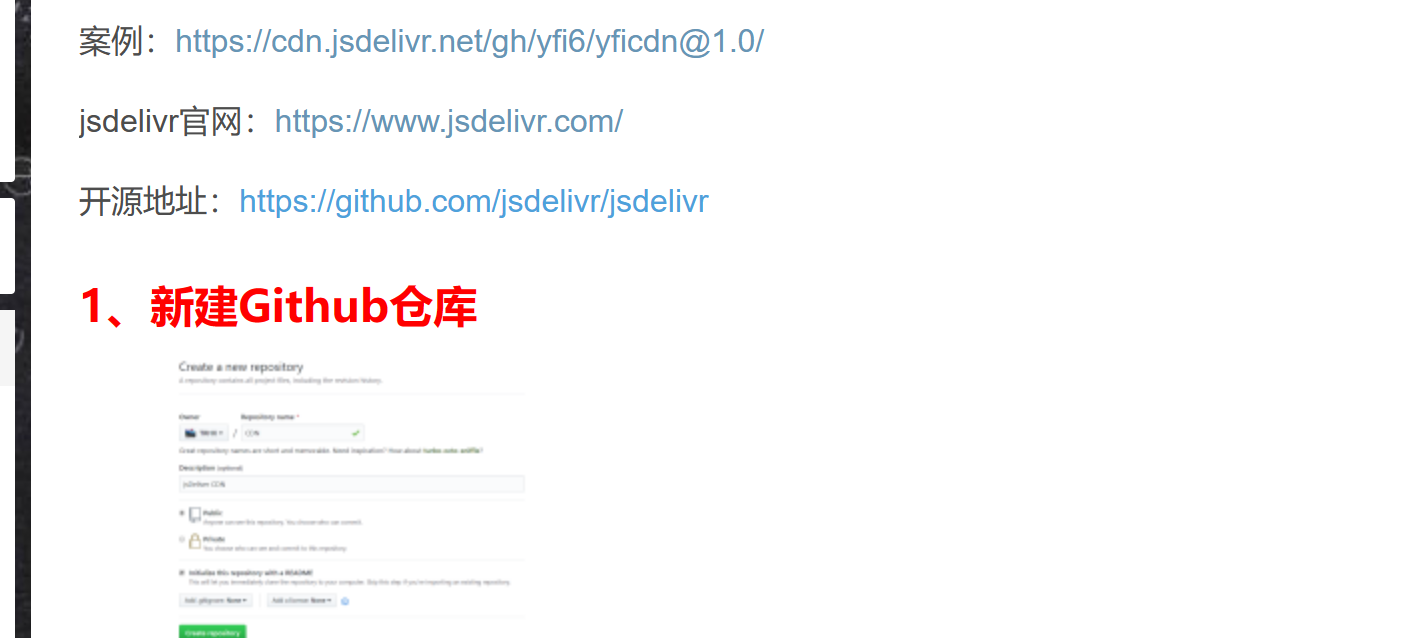 案例：https://cdn.jsdelivr.net/gh/yfi6/yficdn@1.0/
jsdelivr官网：https://www.jsdelivr.com/
开源地址：https://github.com/jsdelivr/jsdelivr
1、新建Github仓库
Create a new repository
A repository contains all project files, including the revision history.
Owner Repository name *
/ CDN
Great repository names are short and memorable. Need inspiration? How about
Description (optional)
jsDelivr CDN
Public
Anyone can see this repository. You choose who can commit.
Private
You choose who can see and commit to this repository.
Initialize this repository with a README
This will let you immediately clone the repository to your computer. Skip this step if you're importing an existing repository.
Add .gitignore: None Add a license: None
Create repository